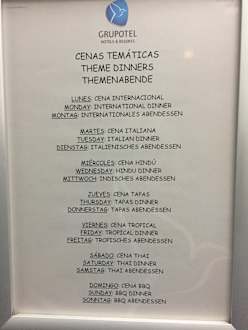 GRUPOTEL
HOTELS & RESORTS
CENAS TEMÁTICAS
THEME DINNERS
THEMENABENDE
LUNES: CENA INTERNACIONAL
MONDAY: INTERNATIONAL DINNER
MONTAG: INTERNATIONALES ABENDESSEN
MARTES: CENA ITALIANA
TUESDAY: ITALIAN DINNER
DIENSTAG: ITALIENISCHES ABENDESSEN
MIÉRCOLES: CENA HINDÚ
WEDNESDAY: HINDU DINNER
MITTWOCH: INDISCHES ABENDESSEN
JUEVES: CENA TAPAS
THURSDAY: TAPAS DINNER
DONNERSTAG: TAPAS ABENDESSEN
VIERNES: CENA TROPICAL
FRIDAY: TROPICAL DINNER
FREITAG: TROPISCHES ABENDESSEN
SÁBADO: CENA THAI
SATURDAY: THAI DINNER
SAMSTAG: THAI ABENDESSEN
DOMINGO: CENA BBQ
SUNDAY: BBQ DINNER
SONNTAG: BBQ ABENDESSEN